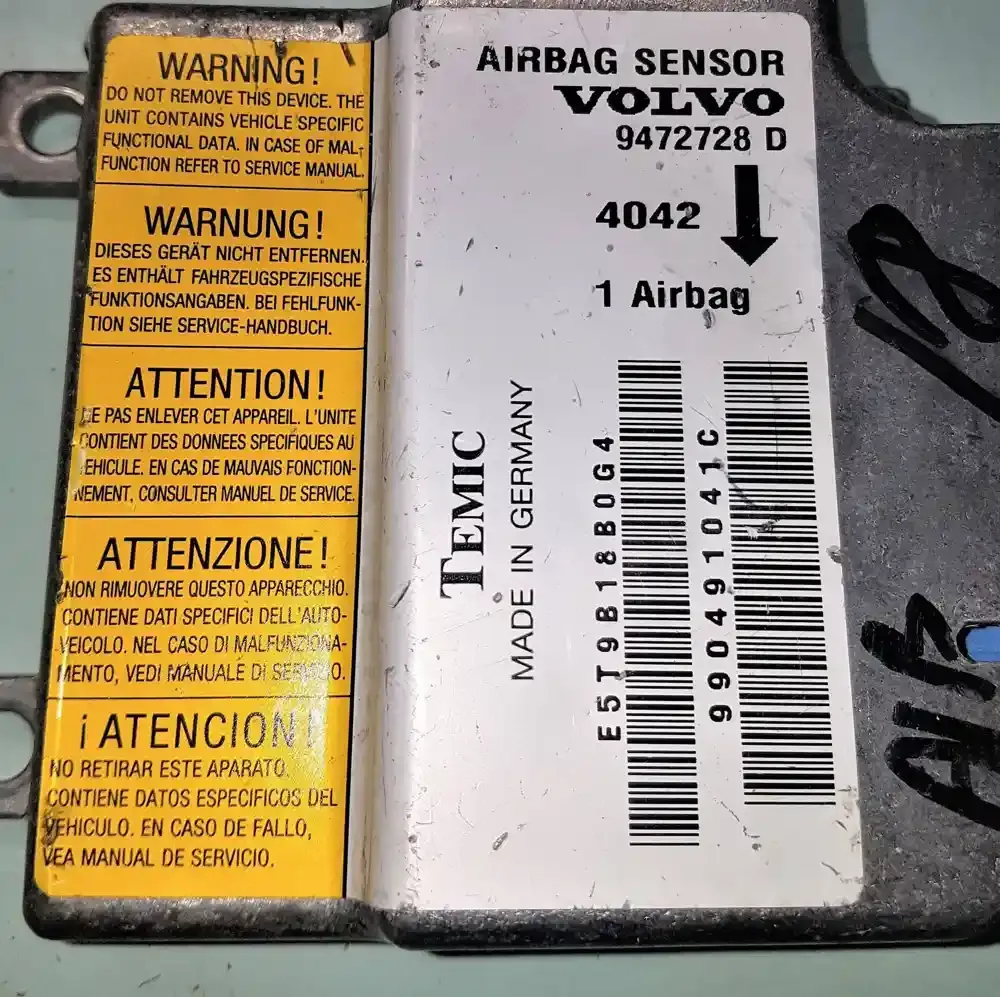 WARNING!
DO NOT REMOVE THIS DEVICE. THE
UNIT CONTAINS VEHICLE SPECIFIC
FUNCTIONAL DATA. IN CASE OF MAL-
FUNCTION REFER TO SERVICE MANUAL.
WARNUNG!
DIESES GERÄT NICHT ENTFERNEN.
ES ENTHÄLT FAHRZEUGSPEZIFISCHE
FUNKTIONSANGABEN. BEI FEHLFUNK-
TION SIEHE SERVICE-HANDBUCH.
ATTENTION!
NE PAS ENLEVER CET APPAREIL. L'UNITE
CONTIENT DES DONNEES SPECIFIQUES AU
VEHICULE. EN CAS DE MAUVAIS FONCTION-
NEMENT, CONSULTER MANUEL DE SERVICE.
ATTENZIONE!
NON RIMUOVERE QUESTO APPARECCHIO.
CONTIENE DATI SPECIFICI DELL'AUTO-
VEICOLO. NEL CASO DI MALFUNZIONA-
MENTO, VEDI MANUALE DI SERVIZIO.
¡ATENCION!
NO RETIRAR ESTE APARATO.
CONTIENE DATOS ESPECIFICOS DEL
VEHICULO. EN CASO DE FALLO,
VEA MANUAL DE SERVICIO.
AIRBAG SENSOR
VOLVO
9472728 D
4042
1 Airbag
TEMIC
MADE IN GERMANY
E5T9B18B0G4
990491041C
18